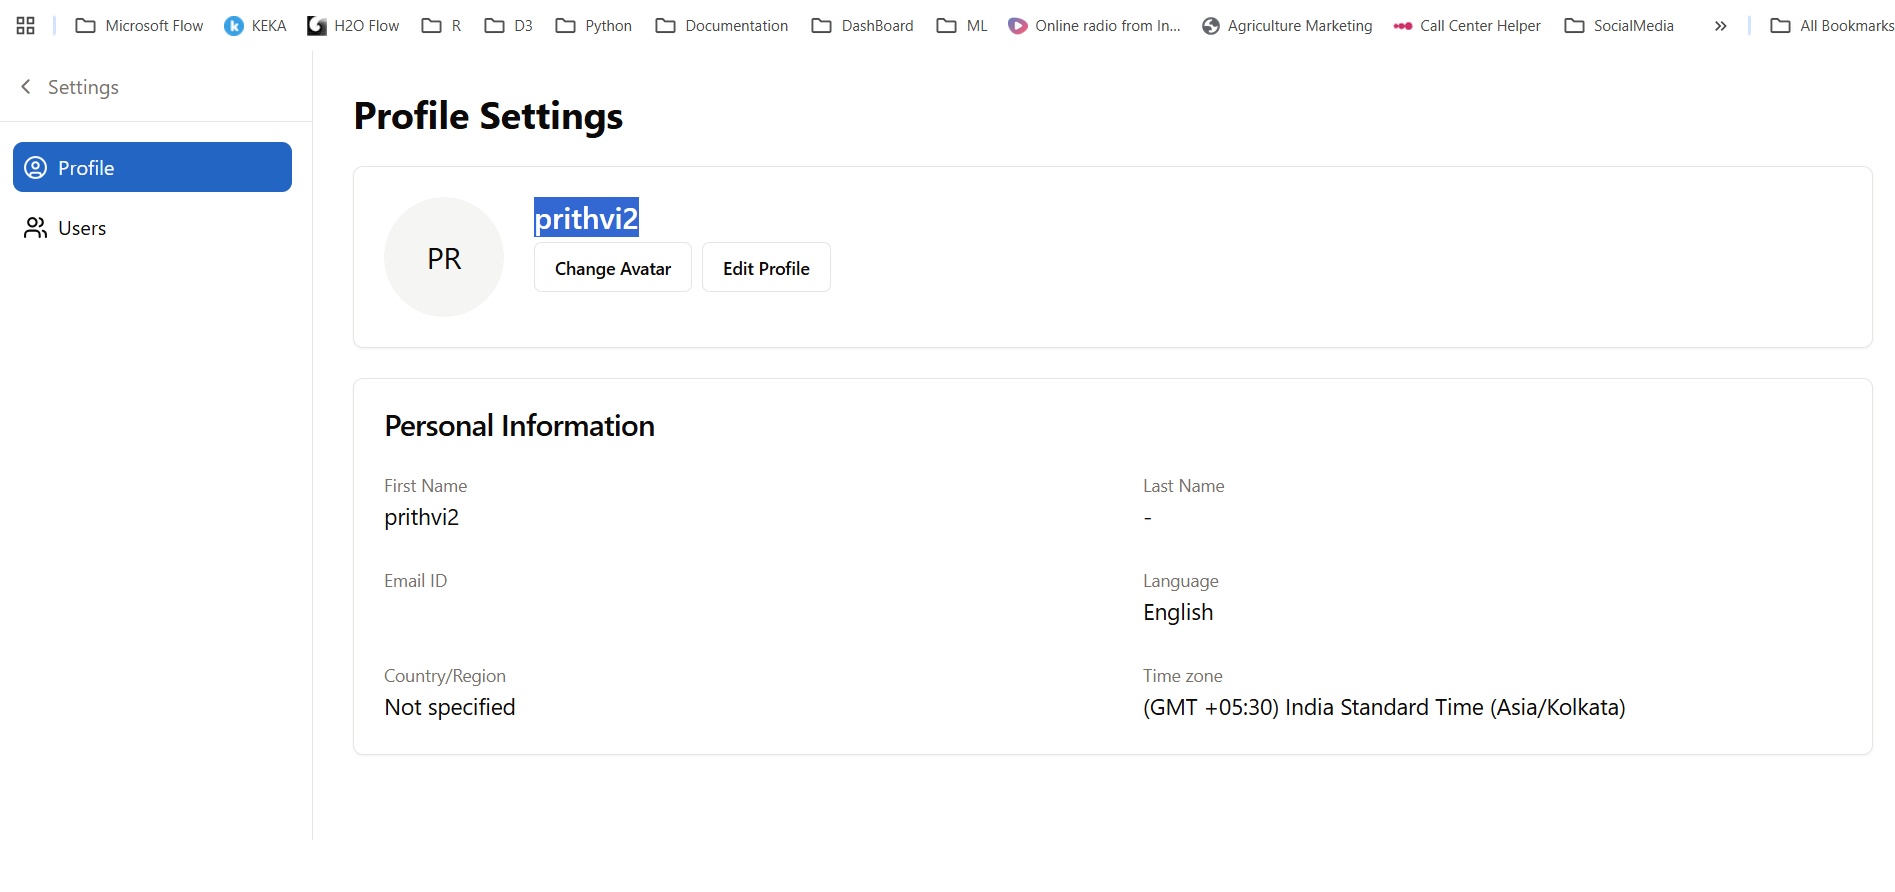 Microsoft Flow KEKA H2O Flow R D3 Python Documentation DashBoard ML Online radio from In... Agriculture Marketing Call Center Helper SocialMedia » All Bookmarks
Settings
Profile
Users
Profile Settings
PR
prithvi2
Change Avatar Edit Profile
Personal Information
First Name Last Name
prithvi2 -
Email ID Language
English
Country/Region Time zone
Not specified (GMT +05:30) India Standard Time (Asia/Kolkata)